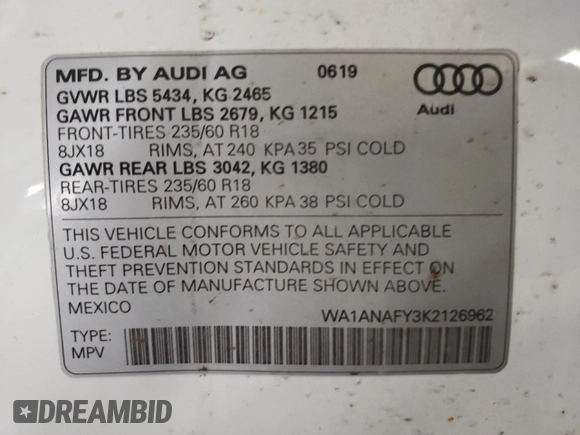 MFD. BY AUDI AG 0619
GVWR LBS 5434, KG 2465
GAWR FRONT LBS 2679, KG 1215
FRONT-TIRES 235/60 R18
8JX18 RIMS, AT 240 KPA 35 PSI COLD
GAWR REAR LBS 3042, KG 1380
REAR-TIRES 235/60 R18
8JX18 RIMS, AT 260 KPA 38 PSI COLD
Audi
THIS VEHICLE CONFORMS TO ALL APPLICABLE
U.S. FEDERAL MOTOR VEHICLE SAFETY AND
THEFT PREVENTION STANDARDS IN EFFECT ON
THE DATE OF MANUFACTURE SHOWN ABOVE.
MEXICO
WA1ANAFY3K2126962
TYPE:
MPV
DREAMBID